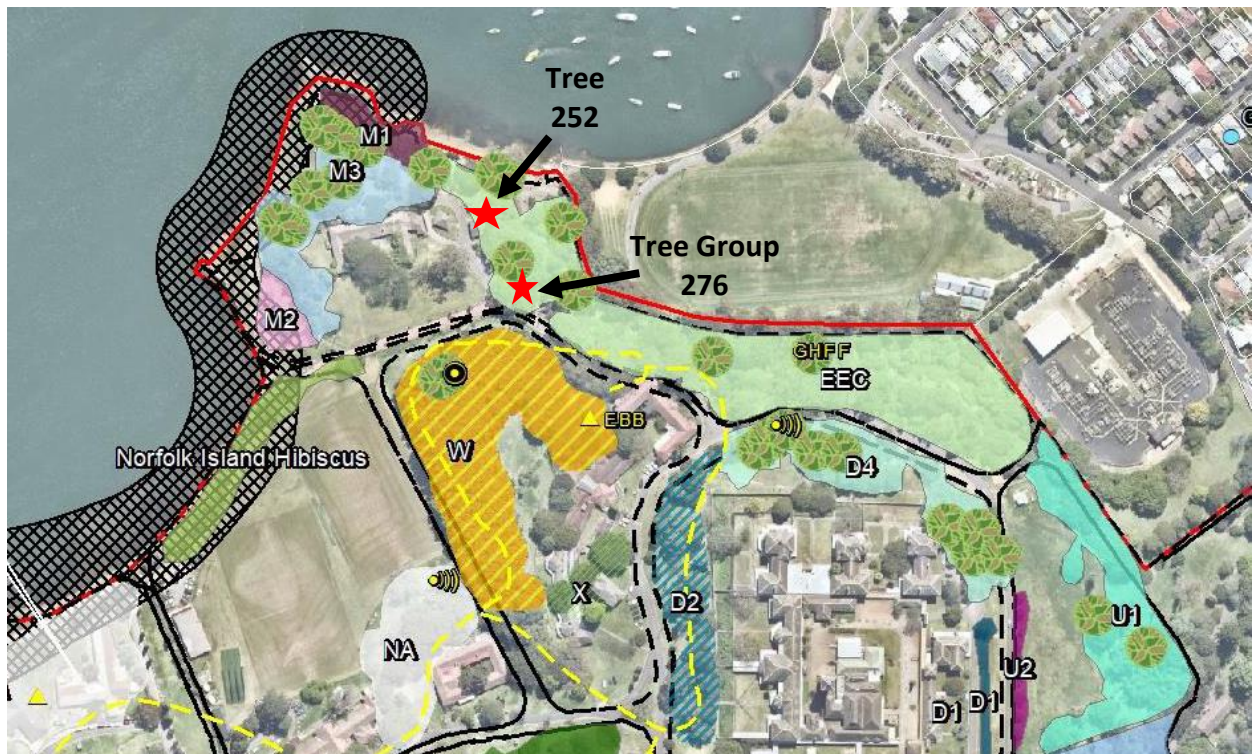 Tree
252
M1
M3
Tree Group
276
M2
GHFF
EEC
EBB
W
Norfolk Island Hibiscus
D4
X
D2
U1
NA
U2
D1
D1